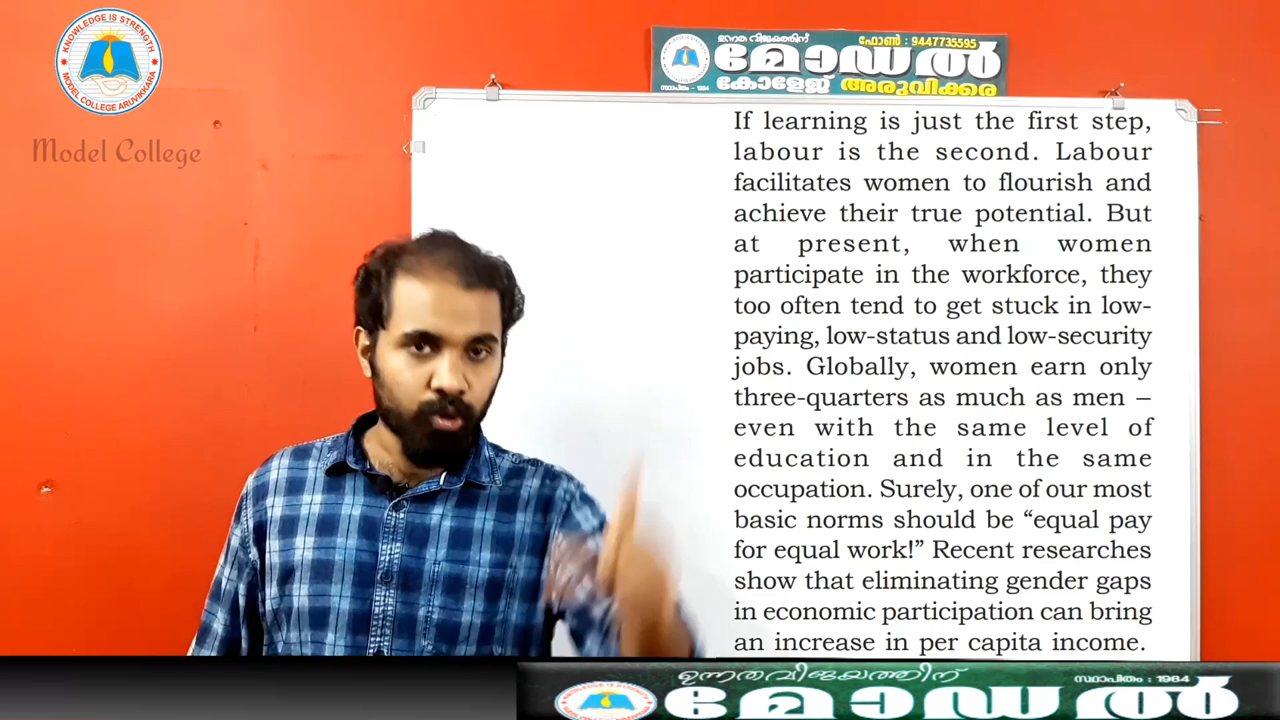 KNOWLEDGE IS STRENGTH
MODEL COLLEGE ARUVIKKARA
Model College
ഉന്നത വിജയത്തിന്
ഫോൺ : 9447735595
മോഡൽ
സ്ഥാപിതം - 1984
കോളേജ് അരുവിക്കര
If learning is just the first step,
labour is the second. Labour
facilitates women to flourish and
achieve their true potential. But
at present, when women
participate in the workforce, they
too often tend to get stuck in low-
paying, low-status and low-security
jobs. Globally, women earn only
three-quarters as much as men –
even with the same level of
education and in the same
occupation. Surely, one of our most
basic norms should be “equal pay
for equal work!” Recent researches
show that eliminating gender gaps
in economic participation can bring
an increase in per capita income.
ഉന്നതവിജയത്തിന്
സ്ഥാപിതം : 1984
മോഡൽ